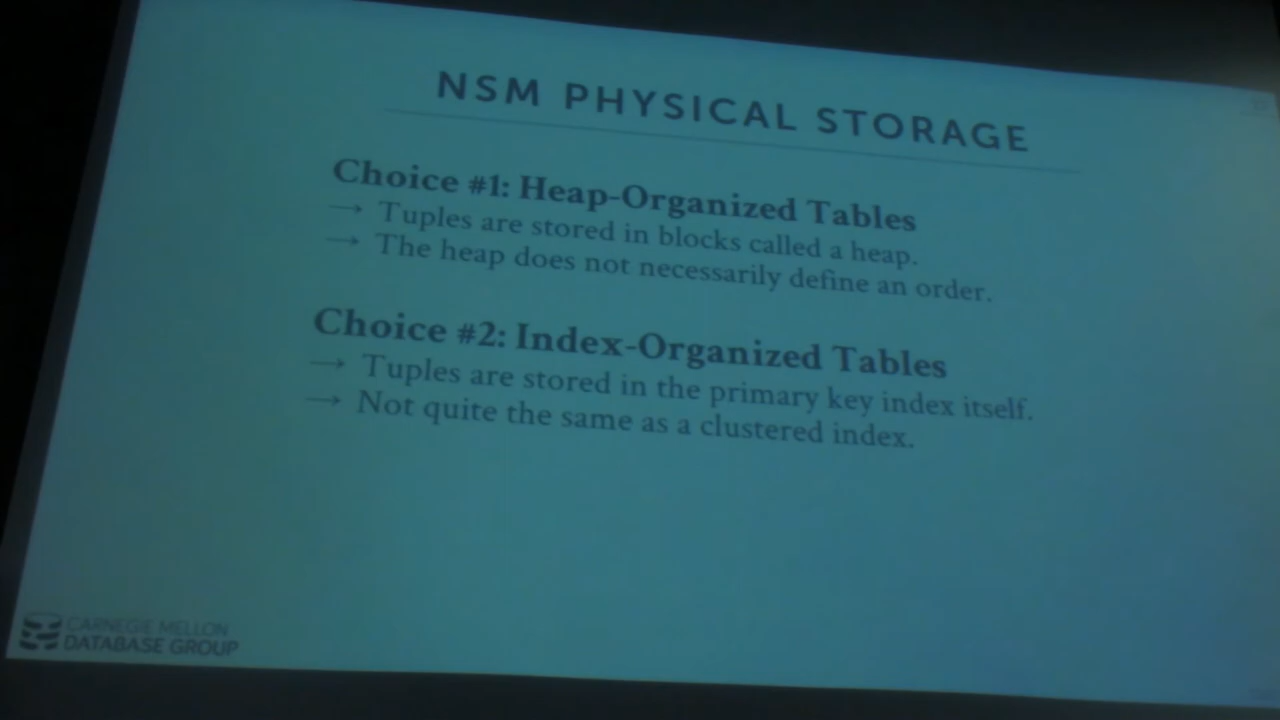 NSM PHYSICAL STORAGE
Choice #1: Heap-Organized Tables
→ Tuples are stored in blocks called a heap.
→ The heap does not necessarily define an order.
Choice #2: Index-Organized Tables
→ Tuples are stored in the primary key index itself.
→ Not quite the same as a clustered index.
CARNEGIE MELLON
DATABASE GROUP